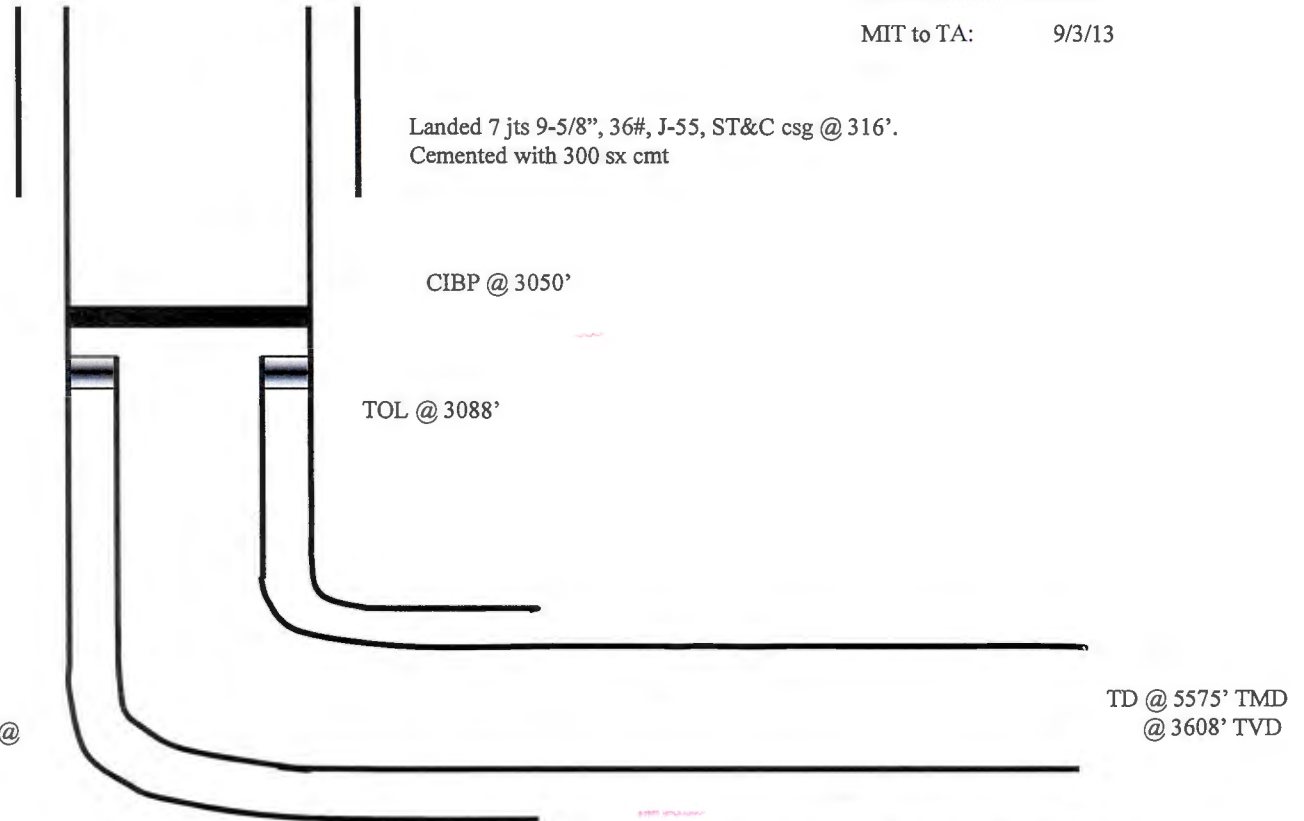 MIT to TA: 9/3/13
Landed 7 jts 9-5/8”, 36#, J-55, ST&C csg @ 316’.
Cemented with 300 sx cmt
CIBP @ 3050’
TOL @ 3088’
TD @ 5575’ TMD
@ 3608’ TVD
@